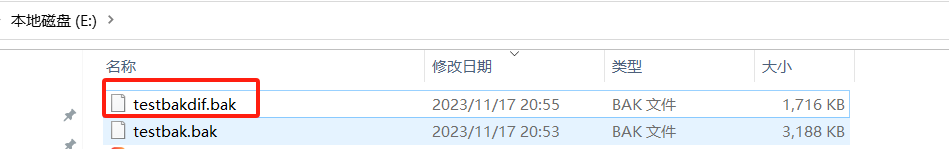 本地磁盘 (E:)
名称 修改日期 类型 大小
testbakdif.bak 2023/11/17 20:55 BAK 文件 1,716 KB
testbak.bak 2023/11/17 20:53 BAK 文件 3,188 KB